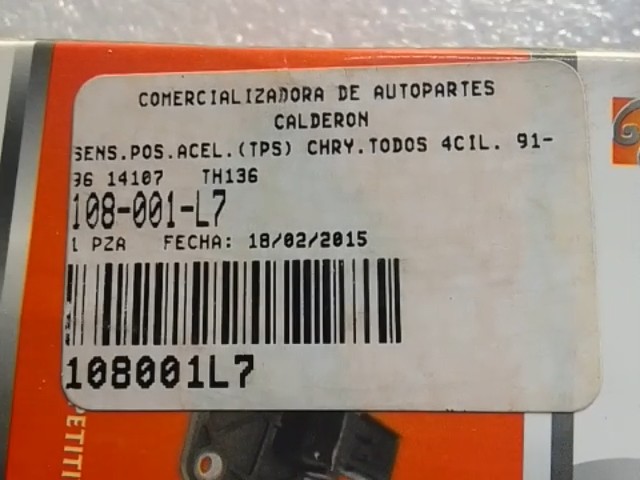 COMERCIALIZADORA DE AUTOPARTES
CALDERON
SENS.POS.ACEL.(TPS) CHRY.TODOS 4CIL. 91-
96 14107 TH136
108-001-L7
1 PZA FECHA: 18/02/2015
108001L7